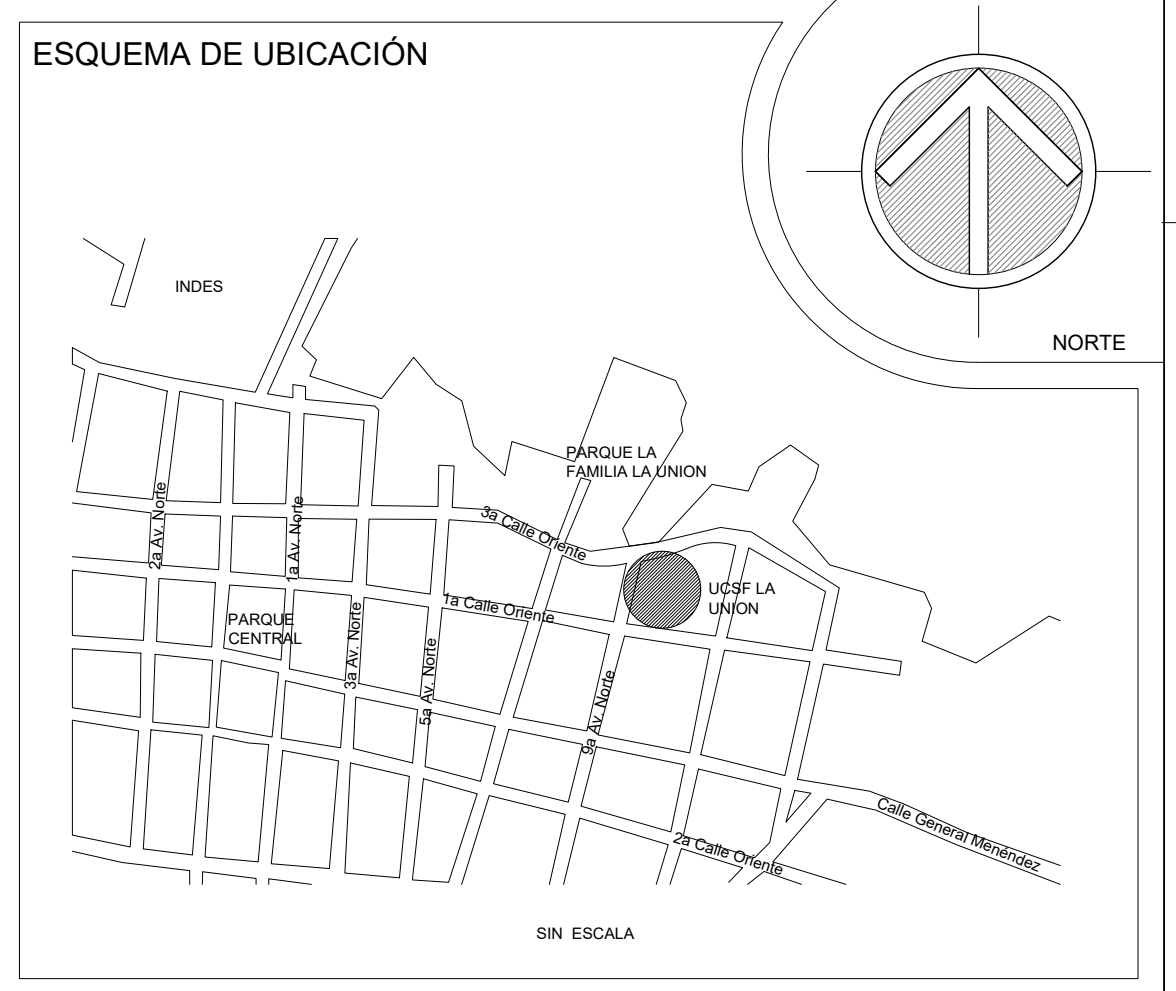 ESQUEMA DE UBICACIÓN
NORTE
INDES
PARQUE LA
FAMILIA LA UNION
2a Av. Norte
1a Av. Norte
3a Calle Oriente
UCSF LA
UNION
1a Calle Oriente
PARQUE
CENTRAL
3a Av. Norte
5a Av. Norte
9a Av. Norte
Calle General Menéndez
2a Calle Oriente
SIN ESCALA